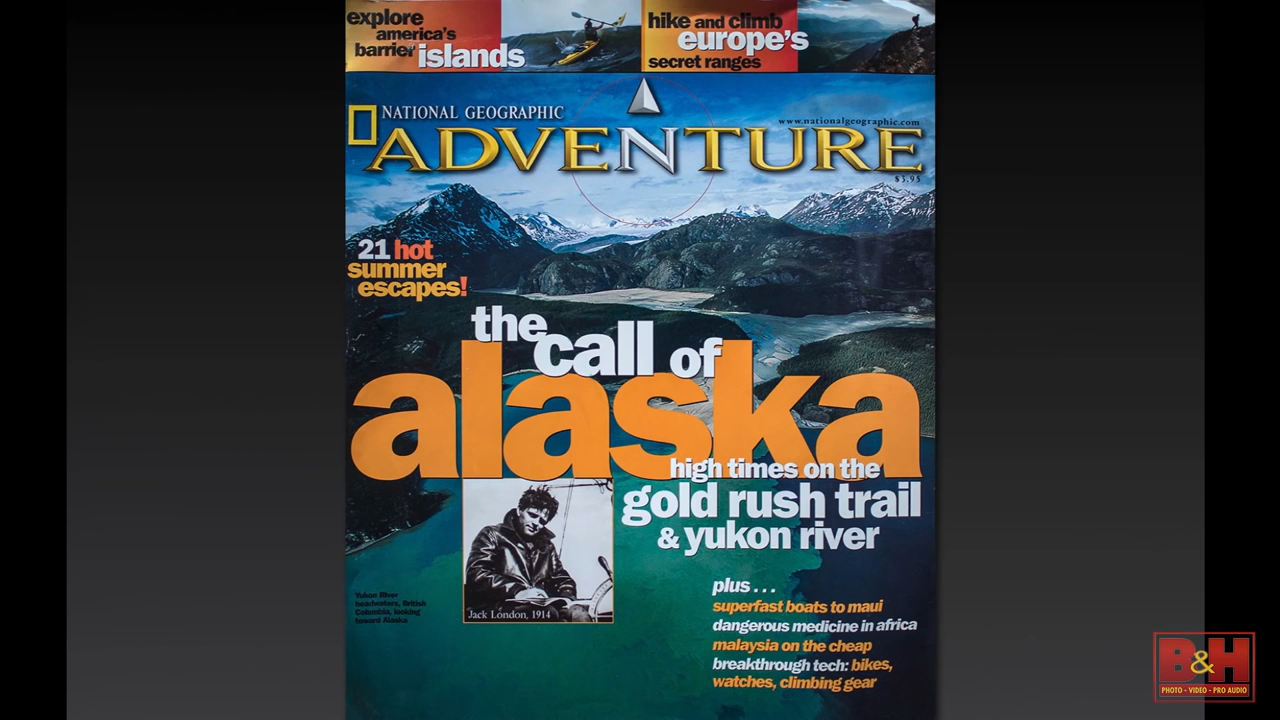 explore
america's
barrier islands
hike and climb
europe's
secret ranges
NATIONAL GEOGRAPHIC
www.nationalgeographic.com
ADVENTURE
$3.95
21 hot
summer
escapes!
the
call of
alaska
high times on the
gold rush trail
& yukon river
Jack London, 1914
Yukon River
headwaters, British
Columbia, looking
toward Alaska
plus...
superfast boats to maui
dangerous medicine in africa
malaysia on the cheap
breakthrough tech: bikes,
watches, climbing gear
B&H
PHOTO - VIDEO - PRO AUDIO